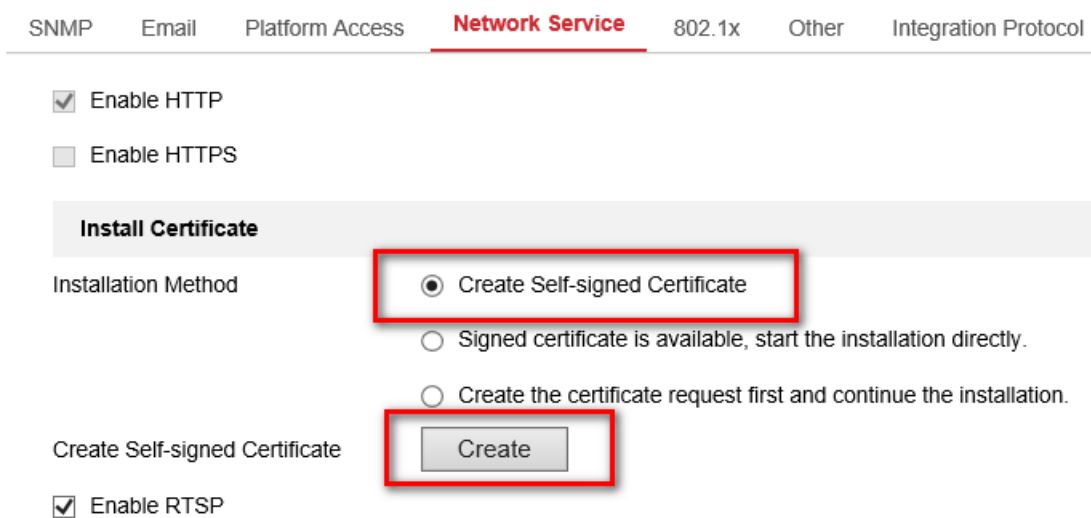 SNMP Email Platform Access Network Service 802.1x Other Integration Protocol
Enable HTTP
Enable HTTPS
Install Certificate
Installation Method Create Self-signed Certificate
Signed certificate is available, start the installation directly.
Create the certificate request first and continue the installation.
Create Self-signed Certificate Create
Enable RTSP